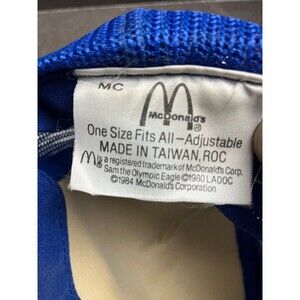 MC
McDonald's
®
One Size Fits All–Adjustable
MADE IN TAIWAN,ROC
m is a registered trademark of McDonald's Corp.
Sam the Olympic Eagle ©1980 LAOOC
©1984 McDonald's Corporation